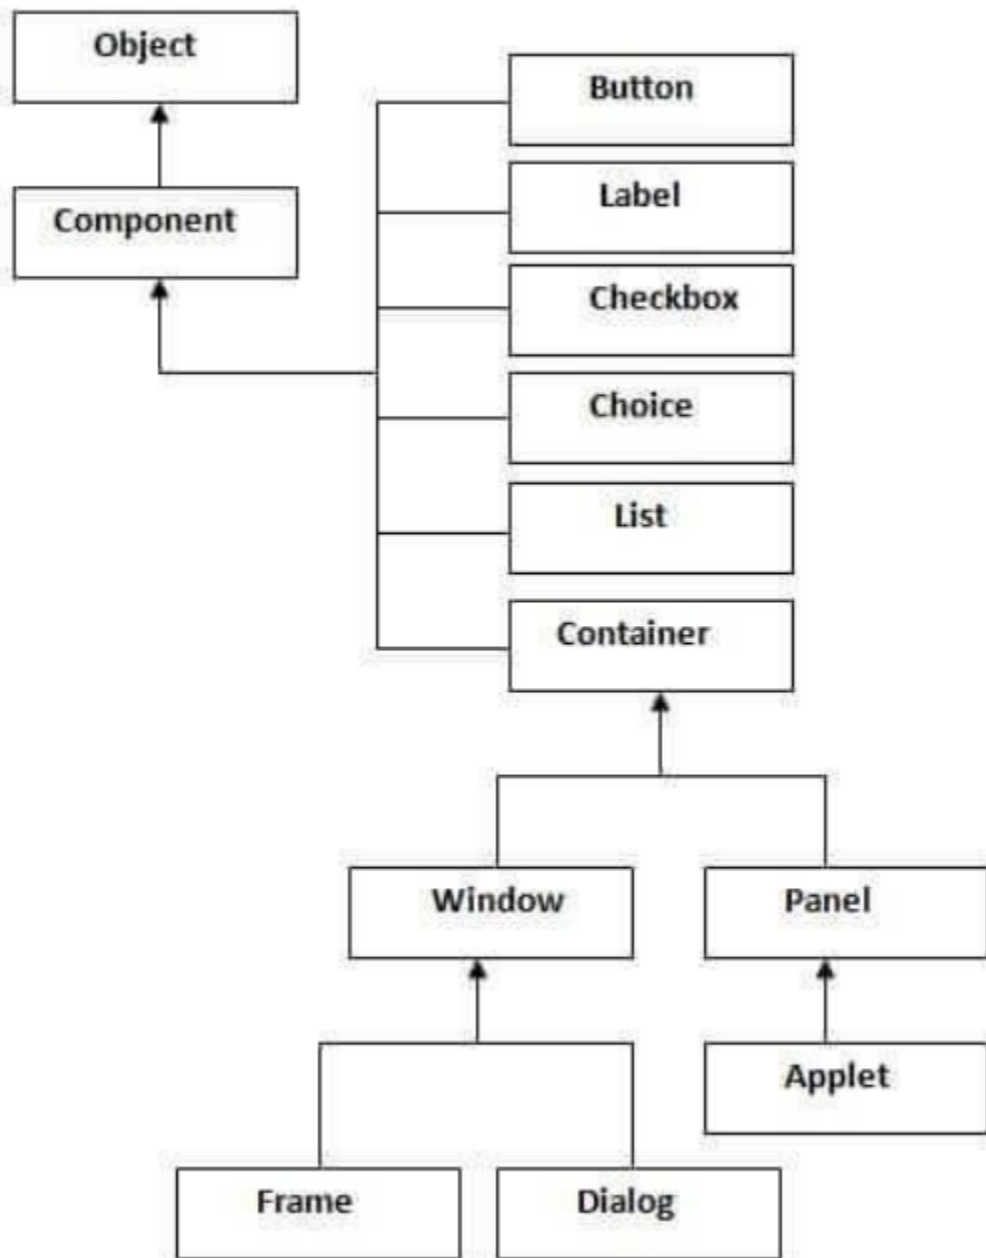 Object
Button
Label
Component
Checkbox
Choice
List
Container
Window
Panel
Applet
Frame
Dialog